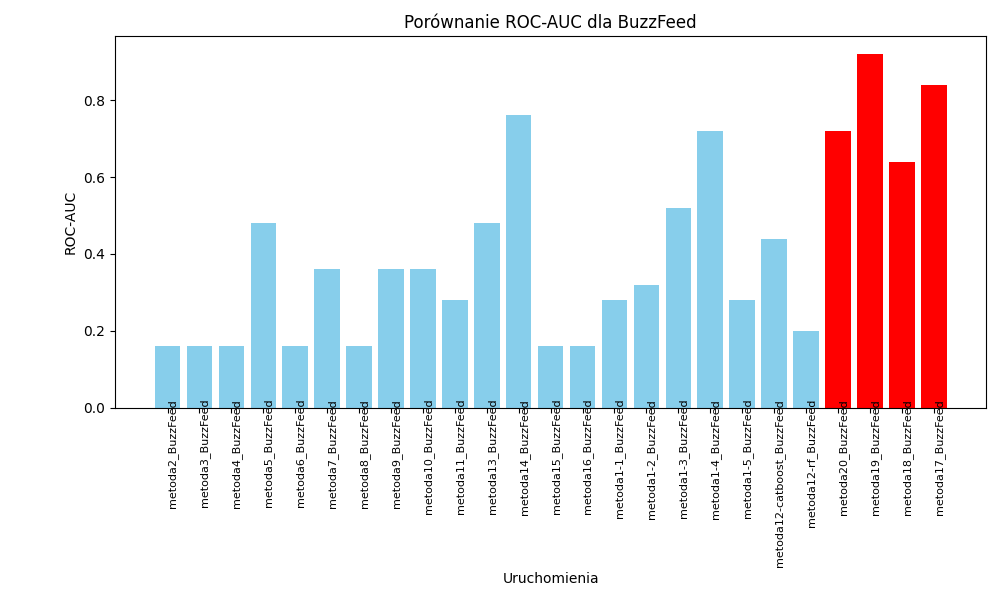 Porównanie ROC-AUC dla BuzzFeed
ROC-AUC
0.8
0.6
0.4
0.2
0.0
metoda2_BuzzFeed
metoda3_BuzzFeed
metoda4_BuzzFeed
metoda5_BuzzFeed
metoda6_BuzzFeed
metoda7_BuzzFeed
metoda8_BuzzFeed
metoda9_BuzzFeed
metoda10_BuzzFeed
metoda11_BuzzFeed
metoda13_BuzzFeed
metoda14_BuzzFeed
metoda15_BuzzFeed
metoda16_BuzzFeed
metoda1-1_BuzzFeed
metoda1-2_BuzzFeed
metoda1-3_BuzzFeed
metoda1-4_BuzzFeed
metoda1-5_BuzzFeed
metoda12-catboost_BuzzFeed
metoda12-rf_BuzzFeed
metoda20_BuzzFeed
metoda19_BuzzFeed
metoda18_BuzzFeed
metoda17_BuzzFeed
Uruchomienia